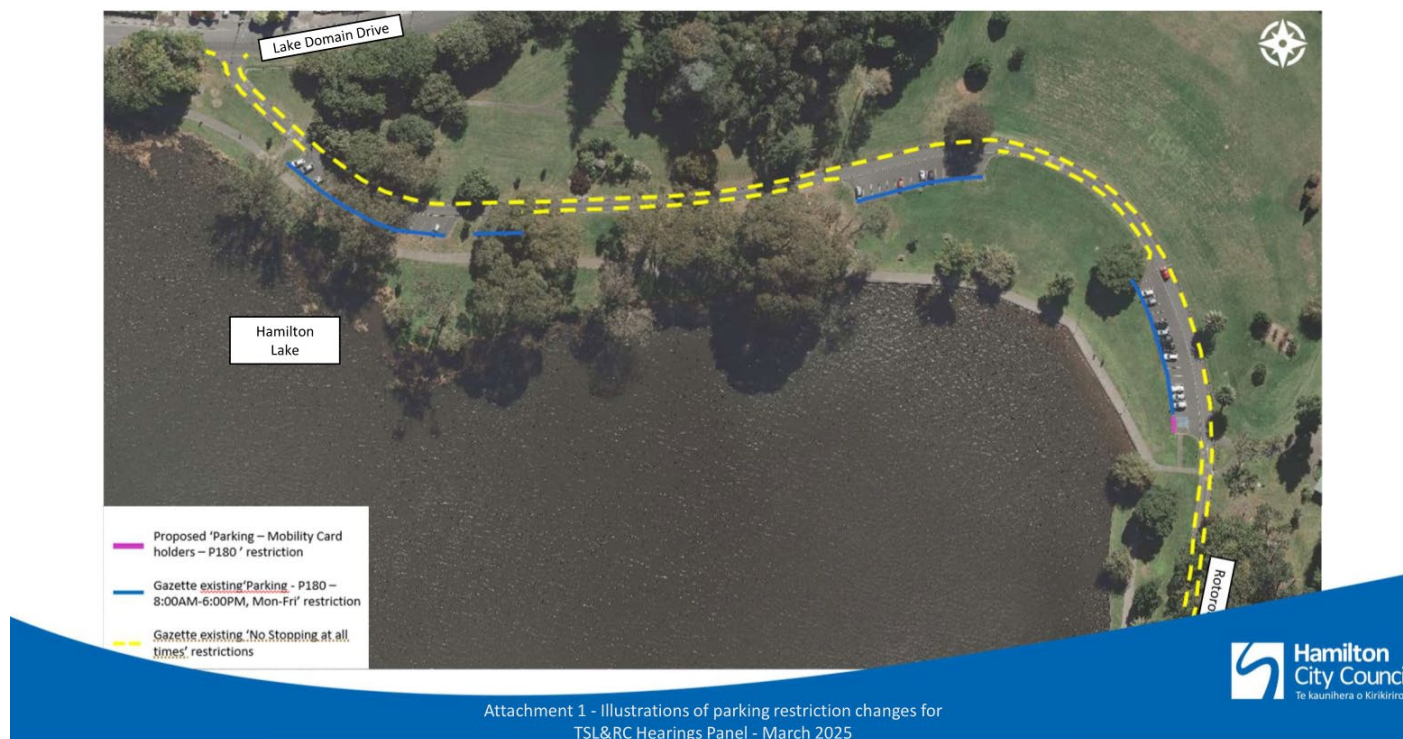 Lake Domain Drive
Hamilton
Lake
Proposed ‘Parking – Mobility Card
holders – P180 ’ restriction
Gazette existing‘Parking - P180 –
8:00AM-6:00PM, Mon-Fri’ restriction
Gazette existing ‘No Stopping at all
times’ restrictions
Rotoro
Hamilton
City Counci
Te kaunihera o Kirikiriro
Attachment 1 - Illustrations of parking restriction changes for
TSL&RC Hearings Panel - March 2025